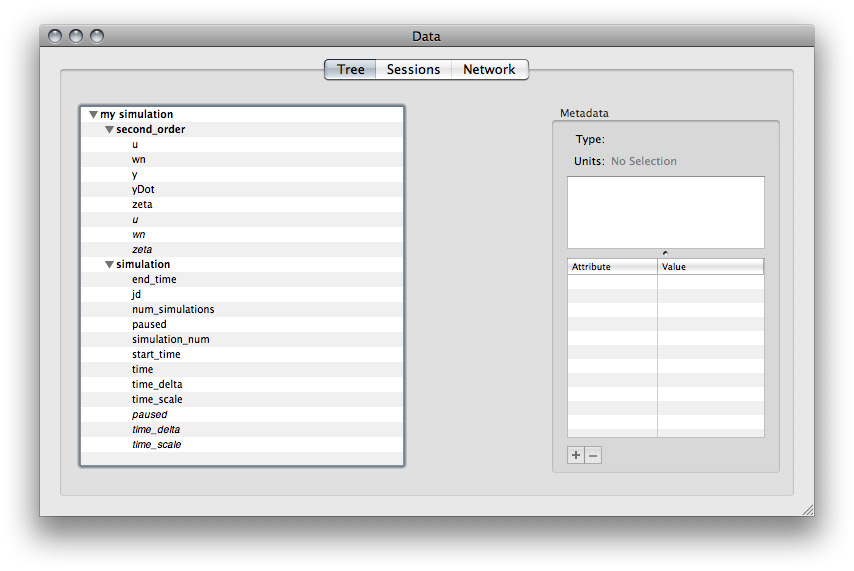 Data
Tree Sessions Network
my simulation
second_order
u
wn
y
yDot
zeta
u
wn
zeta
simulation
end_time
jd
num_simulations
paused
simulation_num
start_time
time
time_delta
time_scale
paused
time_delta
time_scale
Metadata
Type:
Units: No Selection
Attribute Value
+ −